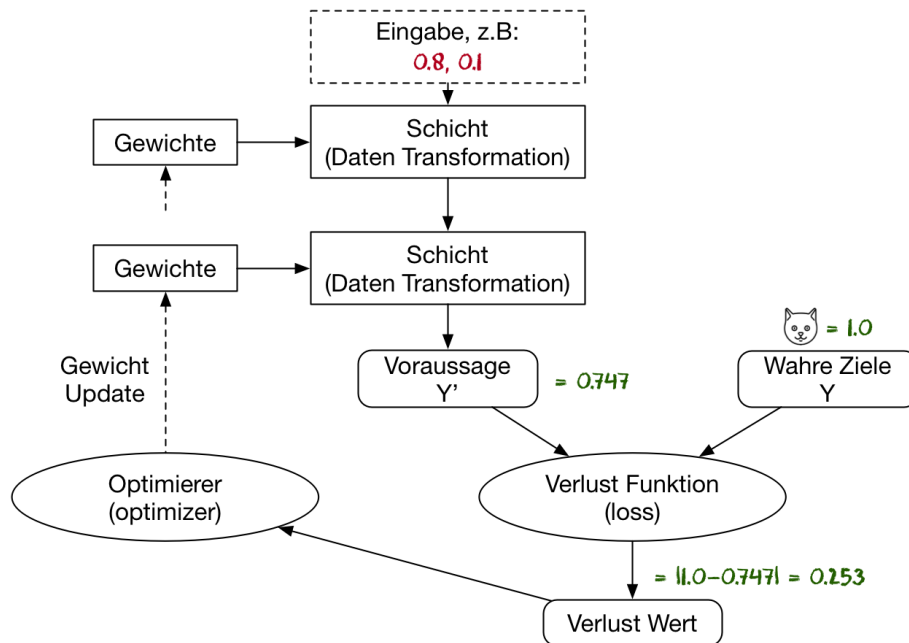 Eingabe, z.B:
0.8, 0.1
Gewichte
Schicht
(Daten Transformation)
Gewichte
Schicht
(Daten Transformation)
= 1.0
Gewicht
Update
Voraussage
Y'
= 0.747
Wahre Ziele
Y
Optimierer
(optimizer)
Verlust Funktion
(loss)
= |1.0-0.747| = 0.253
Verlust Wert